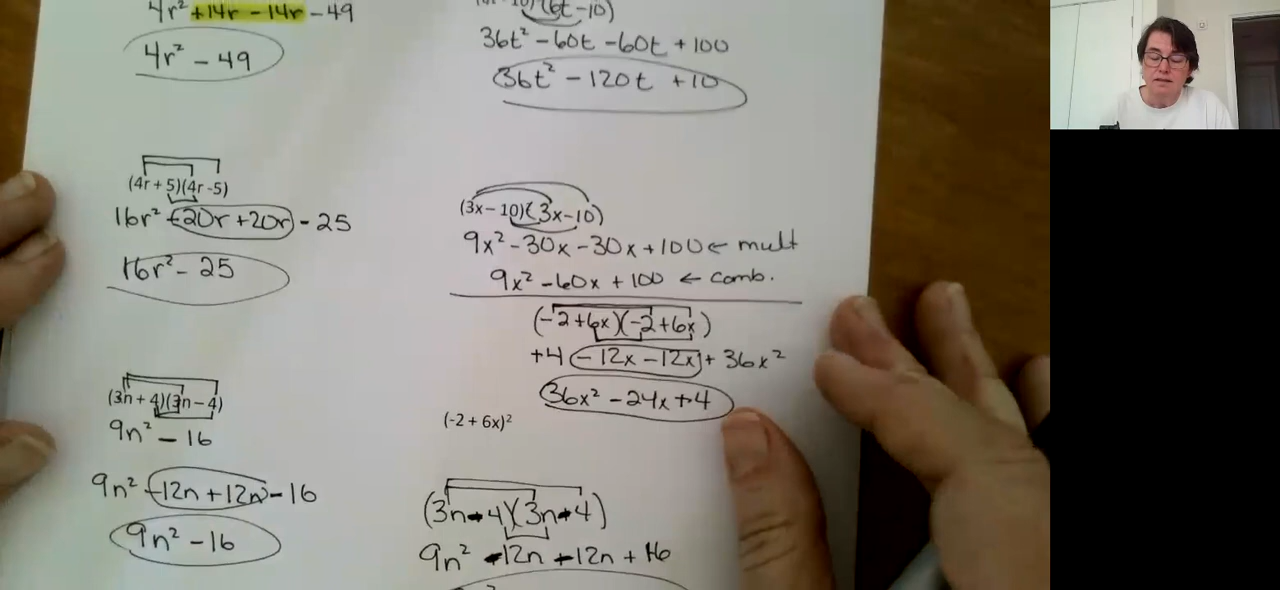 4r² +14r - 14r - 49
4r² - 49
(6t-10)
36t² - 60t - 60t + 100
36t² - 120t + 10
(4r + 5)(4r - 5)
16r² -20r +20r - 25
16r² - 25
(3x - 10)(3x-10)
9x² - 30x - 30x + 100 ← mult
9x² - 60x + 100 ← comb.
(-2+6x)(-2+6x)
+4 - 12x - 12x + 36x²
36x² - 24x + 4
(-2 + 6x)²
(3n + 4)(3n - 4)
9n² - 16
9n² -12n +12n - 16
9n² - 16
(3n-4)(3n-4)
9n² -12n -12n + 16